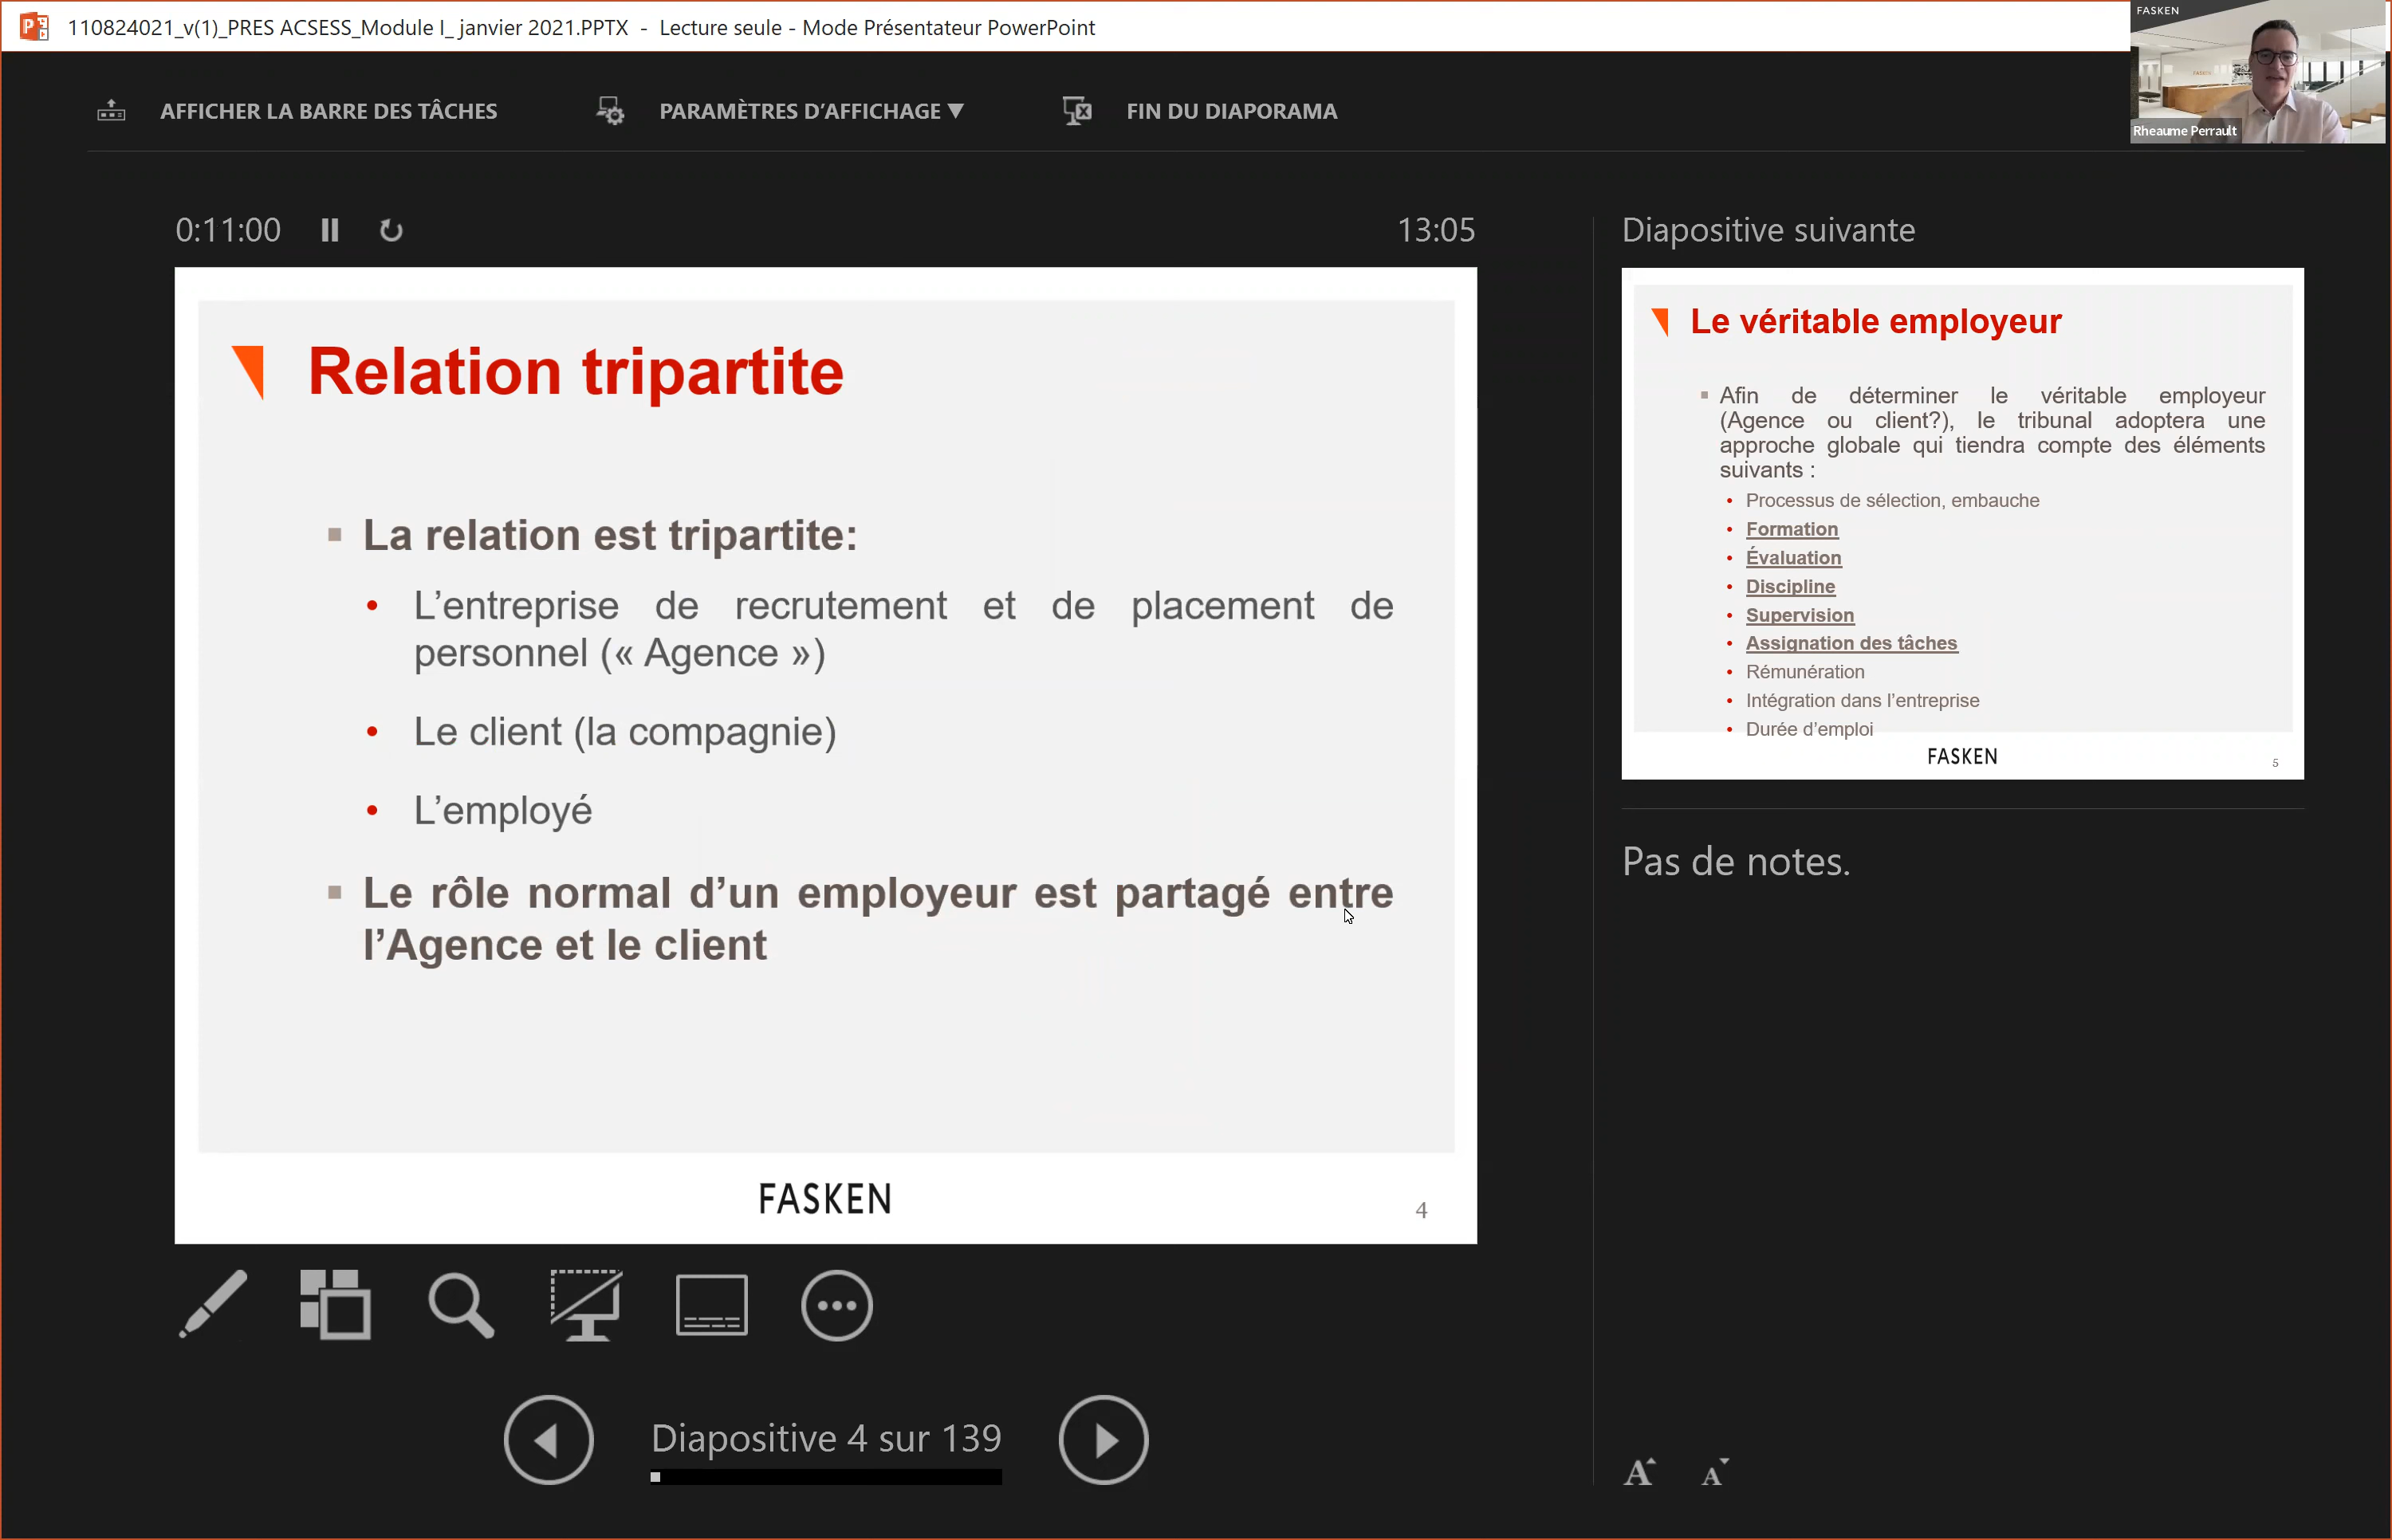 110824021_v(1)_PRES ACSESS_Module I_ janvier 2021.PPTX - Lecture seule - Mode Présentateur PowerPoint
FASKEN
Rheaume Perrault
AFFICHER LA BARRE DES TÂCHES
PARAMÈTRES D’AFFICHAGE ▼
FIN DU DIAPORAMA
0:11:00
13:05
Relation tripartite
La relation est tripartite:
L’entreprise de recrutement et de placement de
personnel (« Agence »)
Le client (la compagnie)
L’employé
Le rôle normal d’un employeur est partagé entre
l’Agence et le client
FASKEN
4
Diapositive 4 sur 139
Diapositive suivante
Le véritable employeur
Afin de déterminer le véritable employeur
(Agence ou client?), le tribunal adoptera une
approche globale qui tiendra compte des éléments
suivants :
Processus de sélection, embauche
Formation
Évaluation
Discipline
Supervision
Assignation des tâches
Rémunération
Intégration dans l’entreprise
Durée d’emploi
FASKEN
5
Pas de notes.
A A